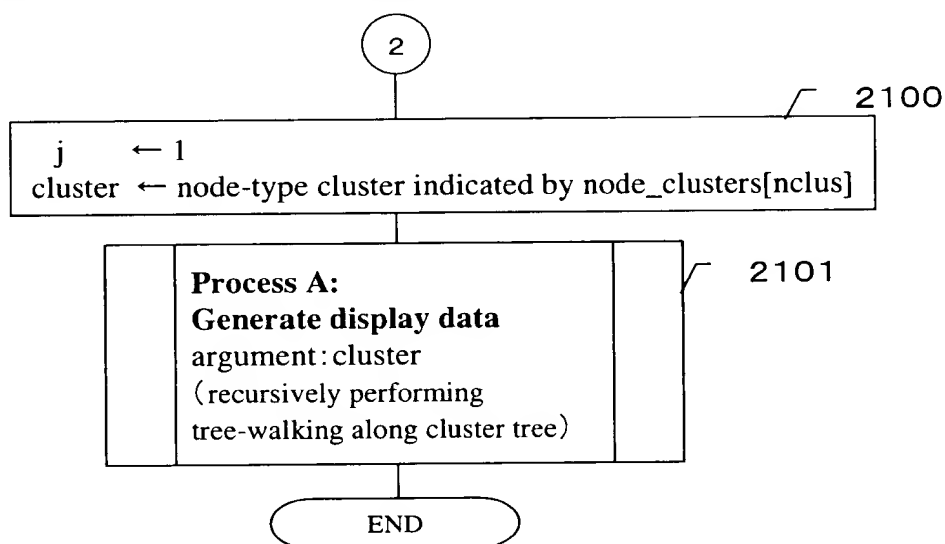 2
2100
j ← 1
cluster ← node-type cluster indicated by node_clusters[nclus]
2101
Process A:
Generate display data
argument:cluster
(recursively performing
tree-walking along cluster tree)
END